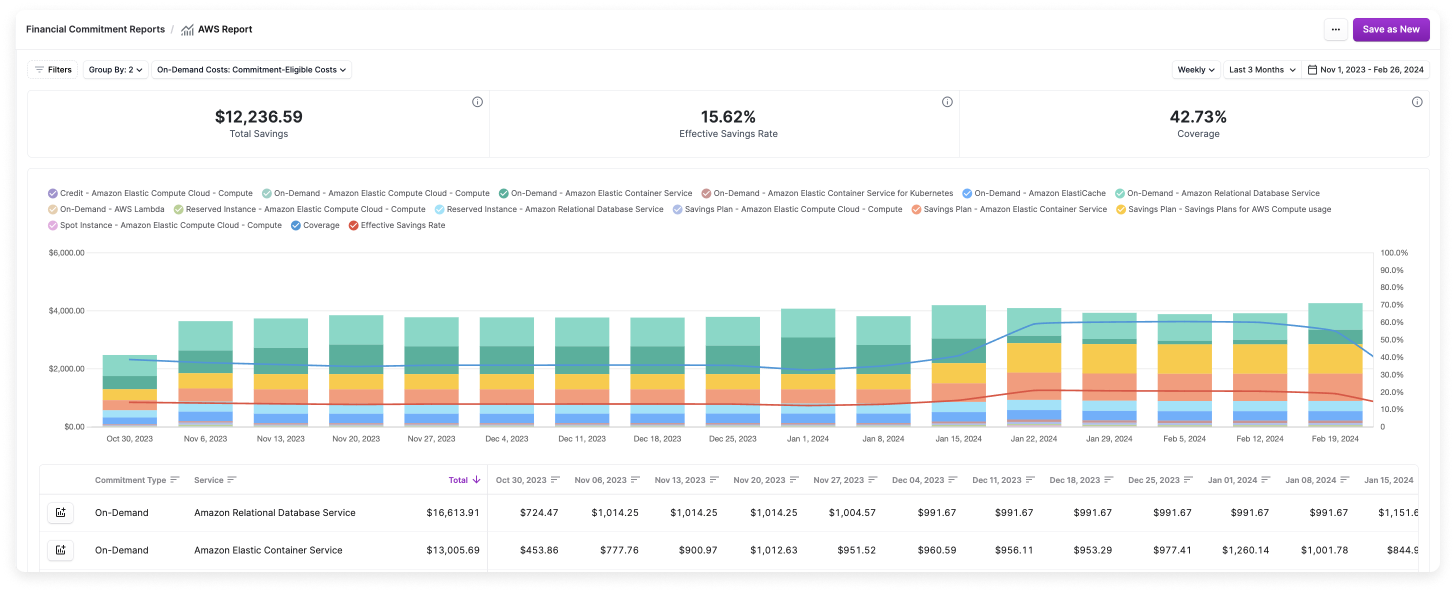 Financial Commitment Reports / AWS Report
Save as New
Filters Group By: 2 On-Demand Costs: Commitment-Eligible Costs Weekly Last 3 Months Nov 1, 2023 - Feb 26, 2024
$12,236.59 15.62% 42.73%
Total Savings Effective Savings Rate Coverage
Credit - Amazon Elastic Compute Cloud - Compute On-Demand - Amazon Elastic Compute Cloud - Compute On-Demand - Amazon Elastic Container Service On-Demand - Amazon Elastic Container Service for Kubernetes On-Demand - Amazon ElastiCache On-Demand - Amazon Relational Database Service
On-Demand - AWS Lambda Reserved Instance - Amazon Elastic Compute Cloud - Compute Reserved Instance - Amazon Relational Database Service Savings Plan - Amazon Elastic Compute Cloud - Compute Savings Plan - Amazon Elastic Container Service Savings Plan - Savings Plans for AWS Compute usage
Spot Instance - Amazon Elastic Compute Cloud - Compute Coverage Effective Savings Rate
$6,000.00 100.0%
90.0%
80.0%
$4,000.00 70.0%
60.0%
50.0%
$2,000.00 40.0%
30.0%
20.0%
10.0%
$0.00 0
Oct 30, 2023 Nov 6, 2023 Nov 13, 2023 Nov 20, 2023 Nov 27, 2023 Dec 4, 2023 Dec 11, 2023 Dec 18, 2023 Dec 25, 2023 Jan 1, 2024 Jan 8, 2024 Jan 15, 2024 Jan 22, 2024 Jan 29, 2024 Feb 5, 2024 Feb 12, 2024 Feb 19, 2024
Commitment Type Service Total Oct 30, 2023 Nov 06, 2023 Nov 13, 2023 Nov 20, 2023 Nov 27, 2023 Dec 04, 2023 Dec 11, 2023 Dec 18, 2023 Dec 25, 2023 Jan 01, 2024 Jan 08, 2024 Jan 15, 2024
On-Demand Amazon Relational Database Service $16,613.91 $724.47 $1,014.25 $1,014.25 $1,014.25 $1,004.57 $991.67 $991.67 $991.67 $991.67 $991.67 $991.67 $1,151.6
On-Demand Amazon Elastic Container Service $13,005.69 $453.86 $777.76 $900.97 $1,012.63 $951.52 $960.59 $956.11 $953.29 $977.41 $1,260.14 $1,001.78 $844.9